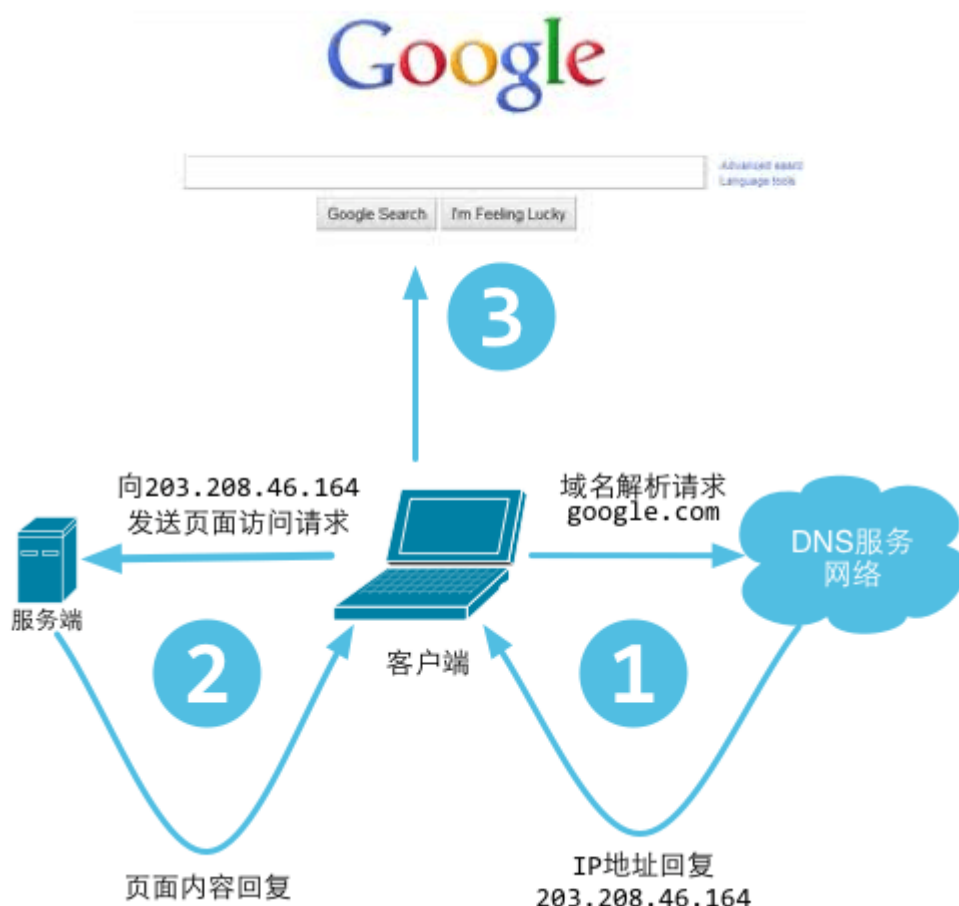 Google
Advanced searc
Language tools
Google Search
I'm Feeling Lucky
3
向203.208.46.164
发送页面访问请求
域名解析请求
google.com
DNS服务
网络
服务端
客户端
2
1
页面内容回复
IP地址回复
203.208.46.164